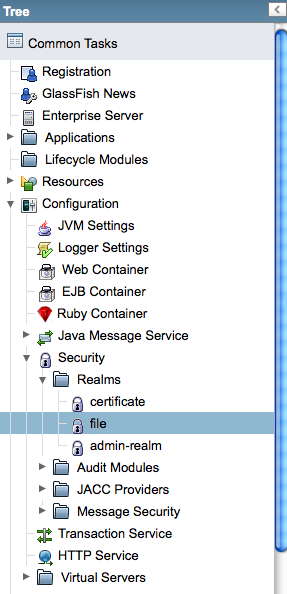 Tree
Common Tasks
Registration
GlassFish News
Enterprise Server
Applications
Lifecycle Modules
Resources
Configuration
JVM Settings
Logger Settings
Web Container
EJB Container
Ruby Container
Java Message Service
Security
Realms
certificate
file
admin-realm
Audit Modules
JACC Providers
Message Security
Transaction Service
HTTP Service
Virtual Servers